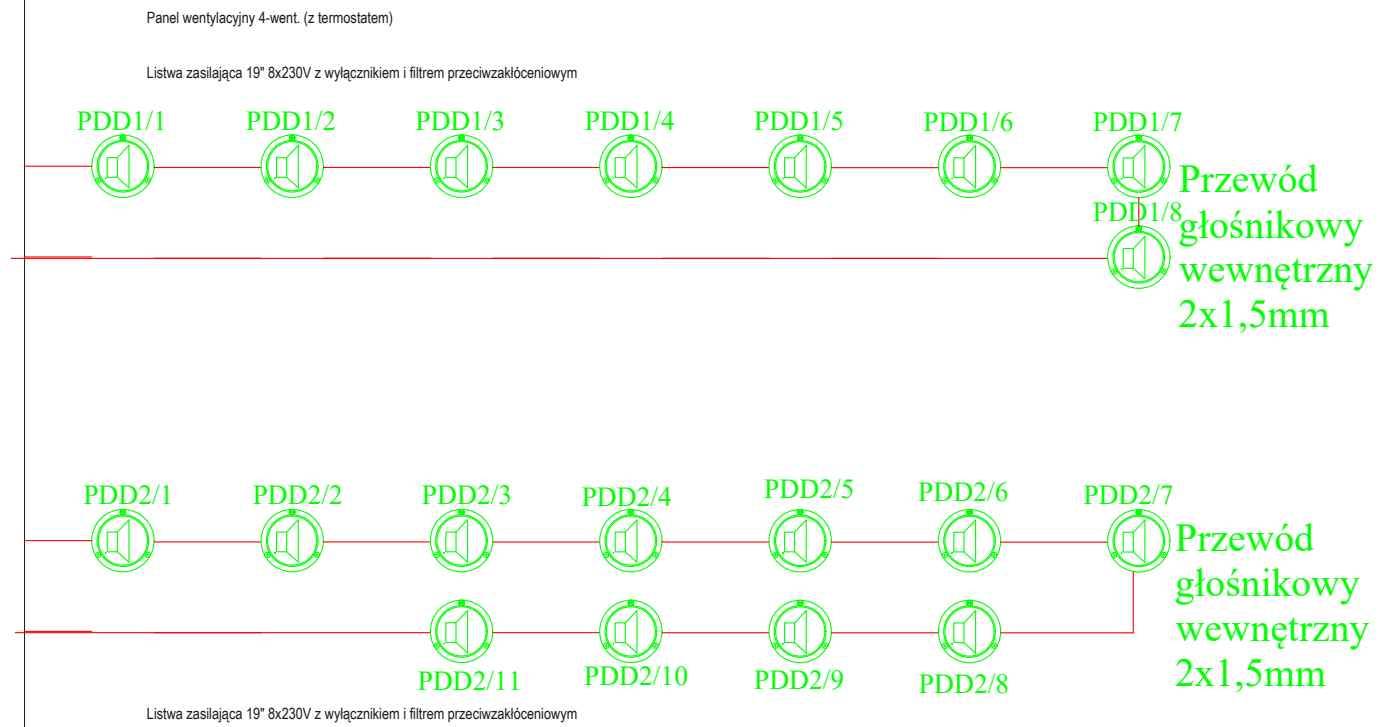 Panel wentylacyjny 4-went. (z termostatem)
Listwa zasilająca 19" 8x230V z wyłącznikiem i filtrem przeciwzakłóceniowym
PDD1/1 PDD1/2 PDD1/3 PDD1/4 PDD1/5 PDD1/6 PDD1/7
PDD1/8
Przewód
głośnikowy
wewnętrzny
2x1,5mm
PDD2/1 PDD2/2 PDD2/3 PDD2/4 PDD2/5 PDD2/6 PDD2/7
Przewód
głośnikowy
wewnętrzny
2x1,5mm
PDD2/11 PDD2/10 PDD2/9 PDD2/8
Listwa zasilająca 19" 8x230V z wyłącznikiem i filtrem przeciwzakłóceniowym